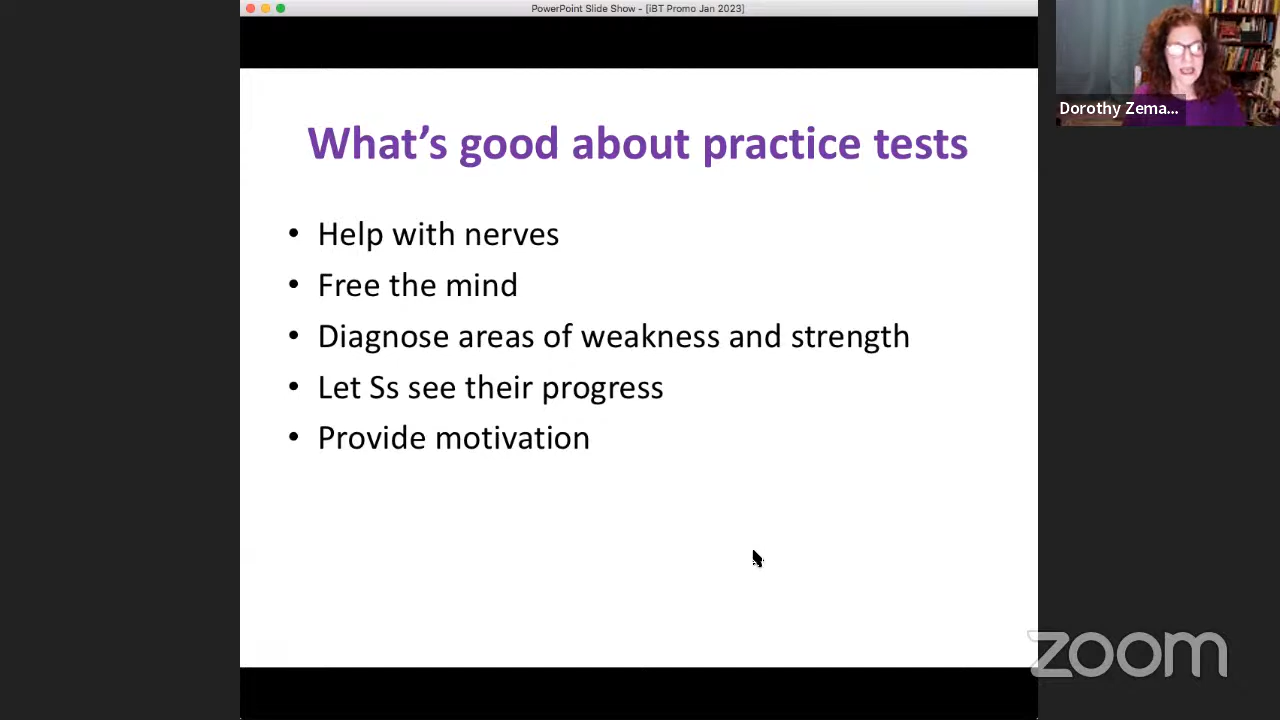 PowerPoint Slide Show - [iBT Promo Jan 2023]
Dorothy Zema...
What’s good about practice tests
• Help with nerves
• Free the mind
• Diagnose areas of weakness and strength
• Let Ss see their progress
• Provide motivation
zoom